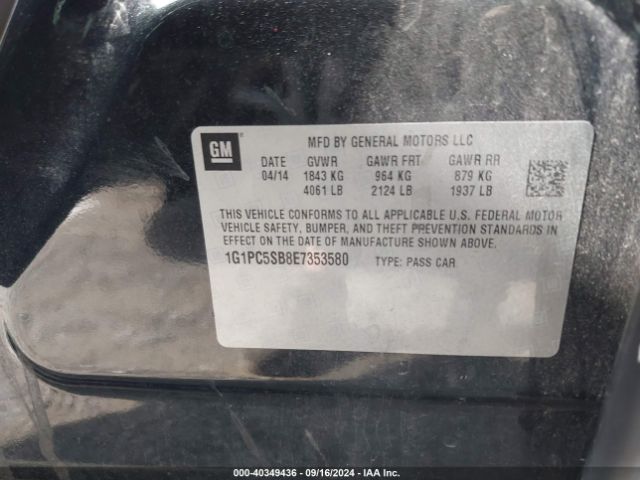 GM
MFD BY GENERAL MOTORS LLC
DATE GVWR GAWR FRT GAWR RR
04/14 1843 KG 964 KG 879 KG
4061 LB 2124 LB 1937 LB
THIS VEHICLE CONFORMS TO ALL APPLICABLE U.S. FEDERAL MOTOR
VEHICLE SAFETY, BUMPER, AND THEFT PREVENTION STANDARDS IN
EFFECT ON THE DATE OF MANUFACTURE SHOWN ABOVE.
1G1PC5SB8E7353580 TYPE: PASS CAR
© - 40349436 - 09/16/2024 - IAA Inc.